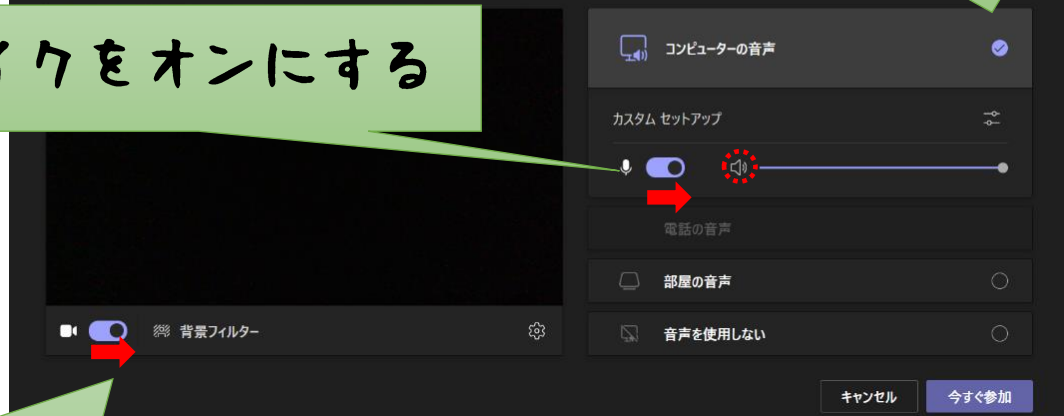 イクをオンにする
コンピューターの音声
カスタム セットアップ
電話の音声
部屋の音声
背景フィルター
音声を使用しない
キャンセル
今すぐ参加